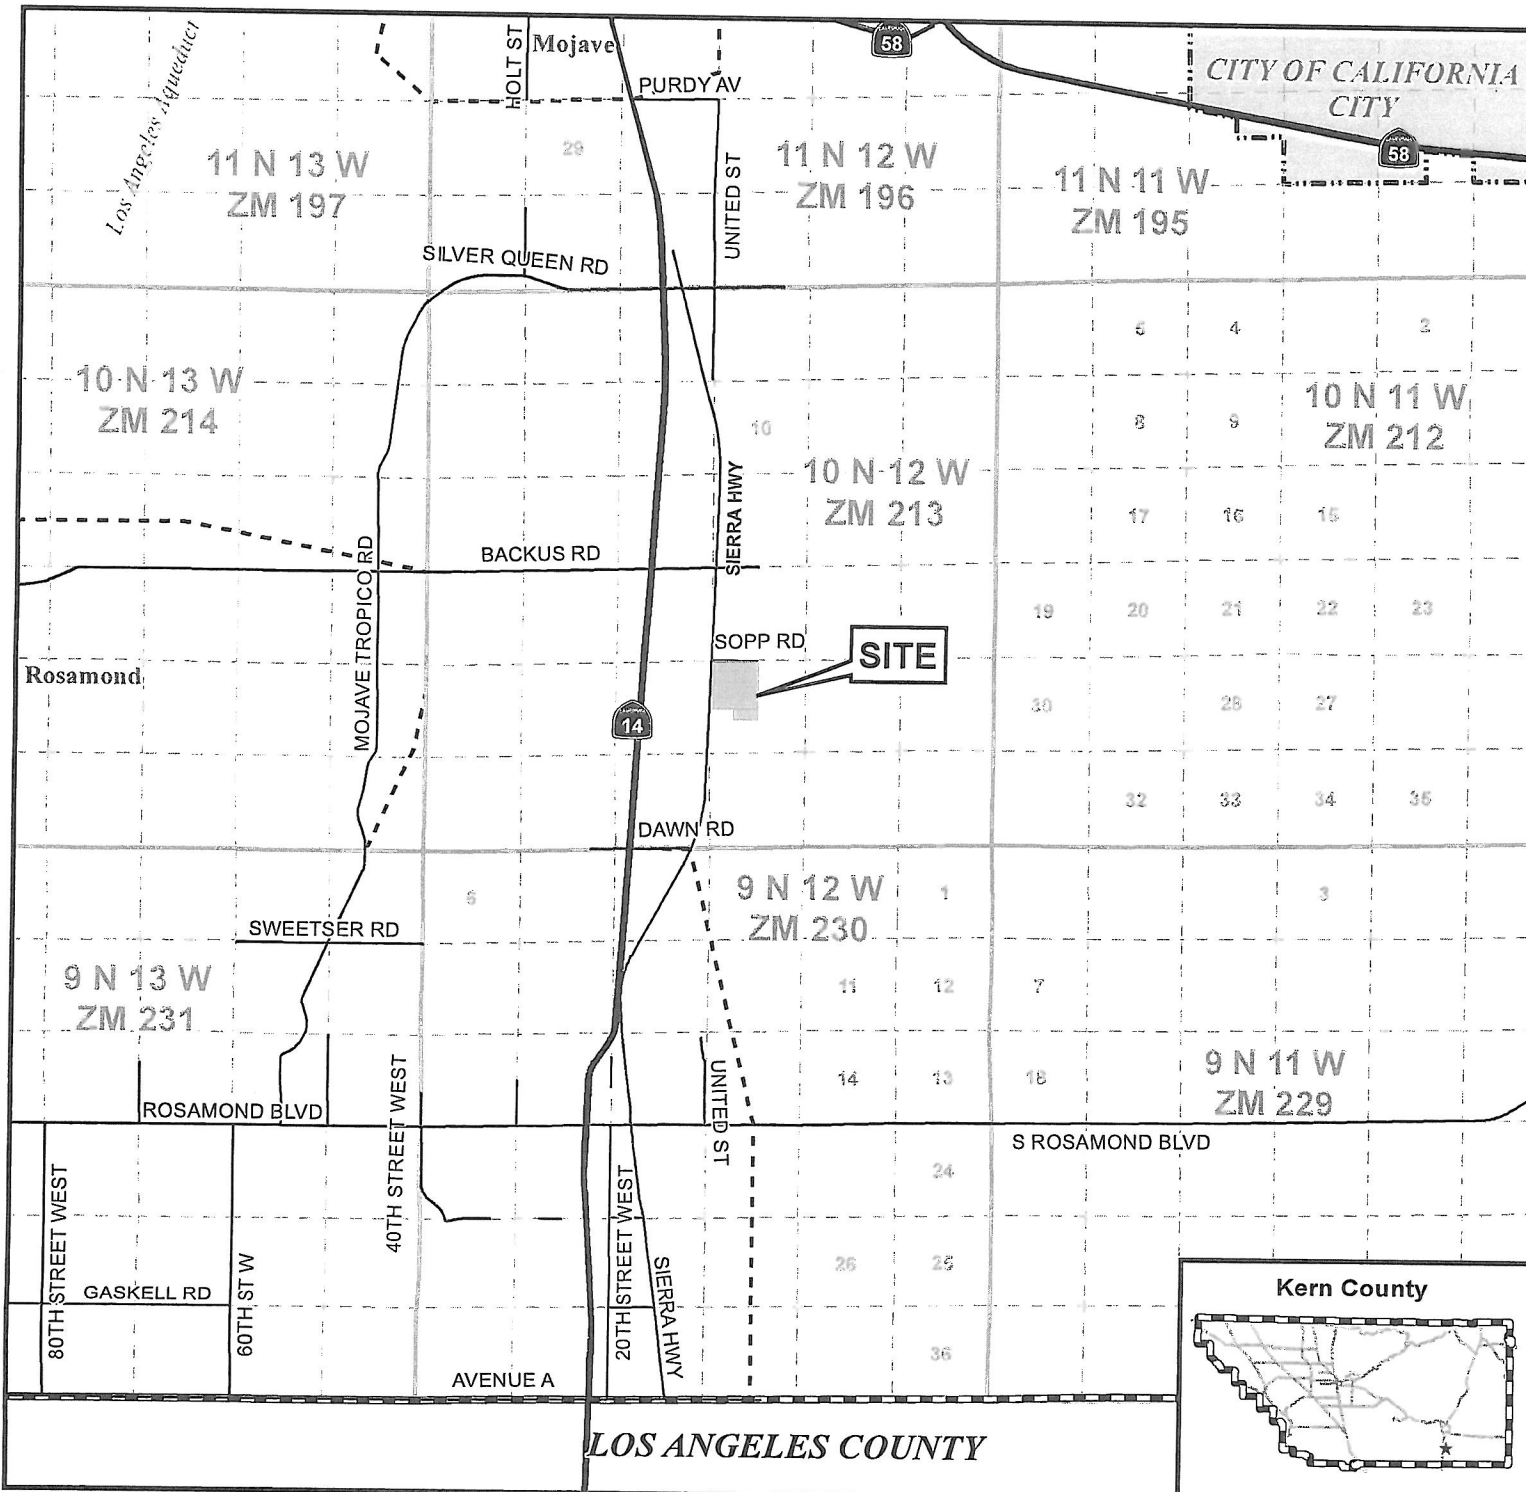 Los Angeles Aqueduct
HOLT ST
Mojave
58
CITY OF CALIFORNIA
CITY
PURDY AV
58
29
11 N 13 W
ZM 197
UNITED ST
11 N 12 W
ZM 196
11 N 11 W
ZM 195
SILVER QUEEN RD
5
4
2
10 N 13 W
ZM 214
10
8
9
10 N 11 W
ZM 212
10 N 12 W
ZM 213
SIERRA HWY
17
16
15
MOJAVE TROPICO RD
BACKUS RD
19
20
21
22
23
SOPP RD
SITE
Rosamond
14
30
28
27
32
33
34
35
DAWN RD
9 N 12 W
ZM 230
6
1
3
SWEETSER RD
9 N 13 W
ZM 231
11
12
7
14
13
18
9 N 11 W
ZM 229
ROSAMOND BLVD
40TH STREET WEST
UNITED ST
S ROSAMOND BLVD
24
80TH STREET WEST
60TH ST W
20TH STREET WEST
SIERRA HWY
26
25
GASKELL RD
36
AVENUE A
LOS ANGELES COUNTY
Kern County